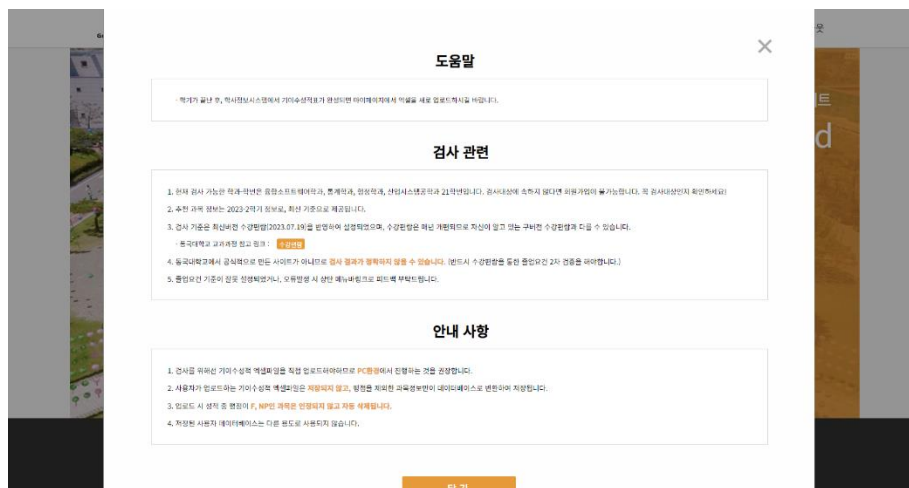 웃
이트
d
도움말
· 학기가 끝난 후, 학사정보시스템에서 기이수성적표가 완성되면 마이페이지에서 엑셀을 새로 업로드하시길 바랍니다.
검사 관련
1. 현재 검사 가능한 학과-학번은 융합소프트웨어학과, 통계학과, 행정학과, 산업시스템공학과 21학번입니다. 검사대상에 속하지 않다면 회원가입이 불가능합니다. 꼭 검사대상인지 확인하세요!
2. 추천 과목 정보는 2023-2학기 정보로, 최신 기준으로 제공됩니다.
3. 검사 기준은 최신버전 수강편람(2023.07.19)을 반영하여 설정되었으며, 수강편람은 매년 개편되므로 자신이 알고 있는 구버전 수강편람과 다를 수 있습니다.
· 동국대학교 교과과정 참고 링크 : 수강편람
4. 동국대학교에서 공식적으로 만든 사이트가 아니므로 검사 결과가 정확하지 않을 수 있습니다. (반드시 수강편람을 통한 졸업요건 2차 검증을 해야합니다.)
5. 졸업요건 기준이 잘못 설정되었거나, 오류발생 시 상단 메뉴바링크로 피드백 부탁드립니다.
안내 사항
1. 검사를 위해선 기이수성적 엑셀파일을 직접 업로드해야하므로 PC환경에서 진행하는 것을 권장합니다.
2. 사용자가 업로드하는 기이수성적 엑셀파일은 저장되지 않고, 평점을 제외한 과목정보만이 데이터베이스로 변환하여 저장됩니다.
3. 업로드 시 성적 중 평점이 F, NP인 과목은 인정되지 않고 자동 삭제됩니다.
4. 저장된 사용자 데이터베이스는 다른 용도로 사용되지 않습니다.
닫기